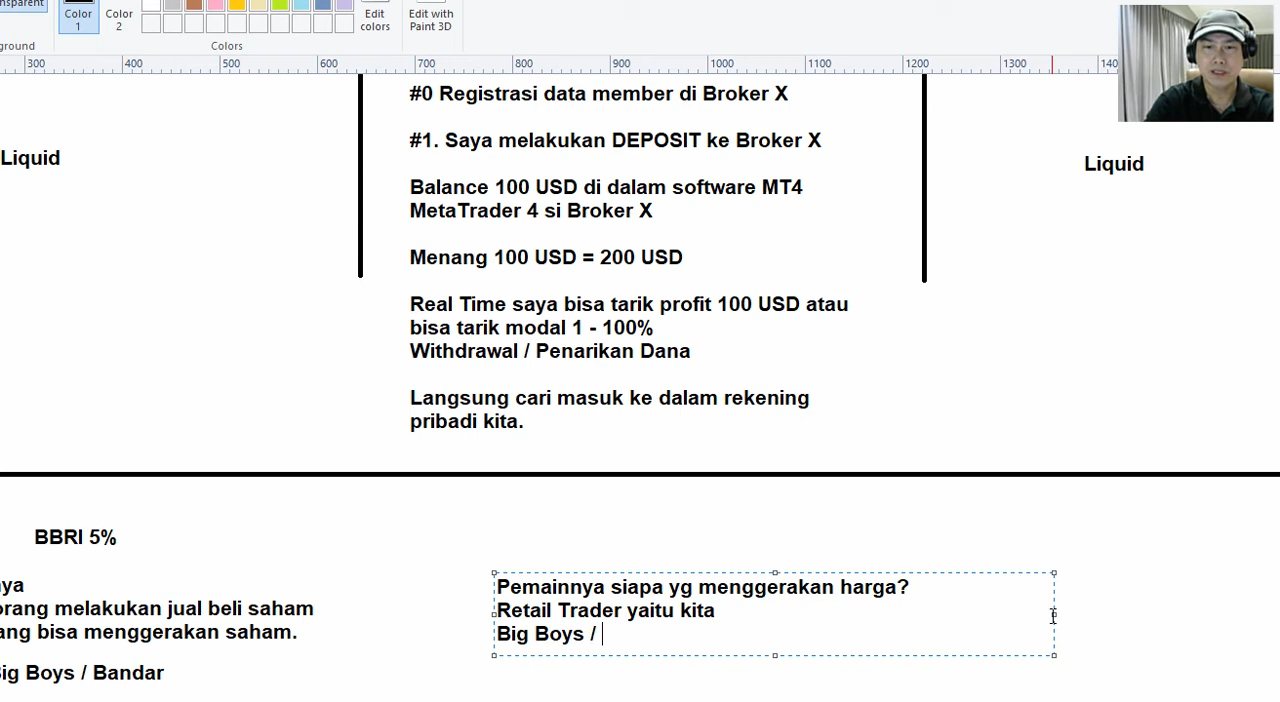 nsparent
Color
1
Color
2
Edit
colors
Edit with
Paint 3D
ground
Colors
300 400 500 600 700 800 900 1000 1100 1200 1300 140
#0 Registrasi data member di Broker X
#1. Saya melakukan DEPOSIT ke Broker X
Liquid
Liquid
Balance 100 USD di dalam software MT4
MetaTrader 4 si Broker X
Menang 100 USD = 200 USD
Real Time saya bisa tarik profit 100 USD atau
bisa tarik modal 1 - 100%
Withdrawal / Penarikan Dana
Langsung cari masuk ke dalam rekening
pribadi kita.
BBRI 5%
nya
orang melakukan jual beli saham
ang bisa menggerakan saham.
Big Boys / Bandar
Pemainnya siapa yg menggerakan harga?
Retail Trader yaitu kita
Big Boys /